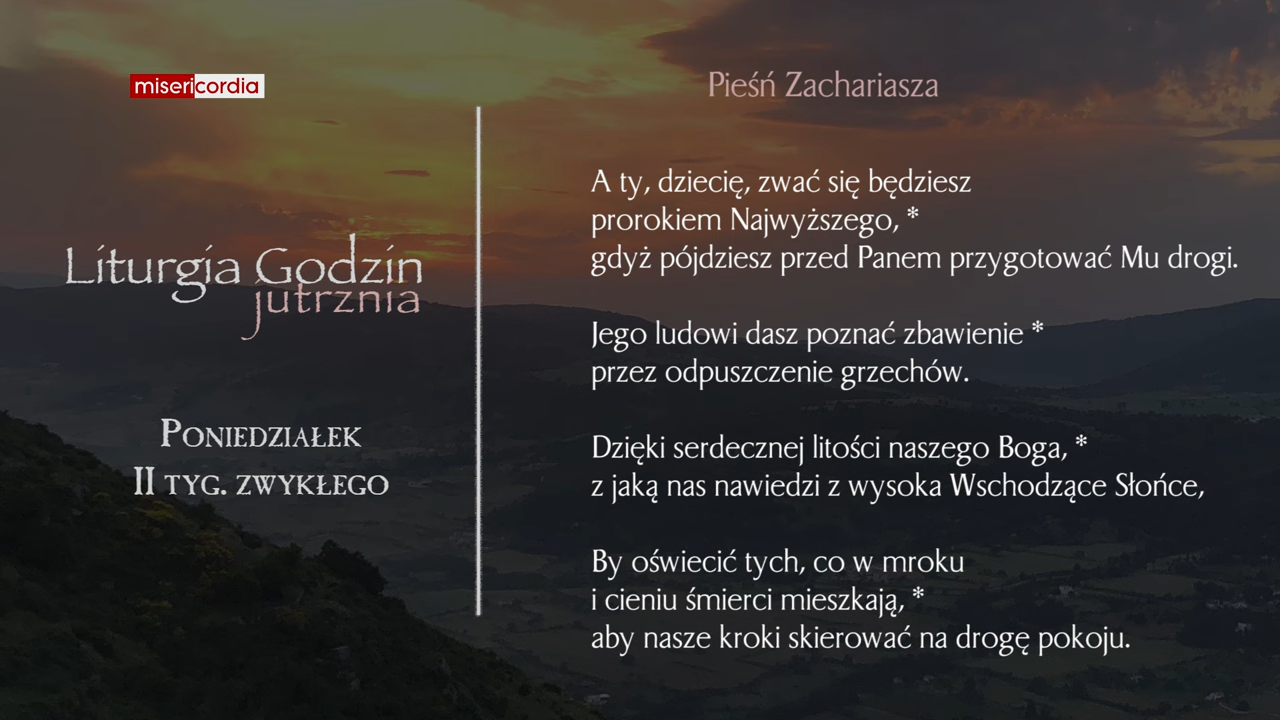 misericordia
Liturgia Godzin
jutrznia
Poniedziałek
II tyg. zwykłego
Pieśń Zachariasza
A ty, dziecię, zwać się będziesz
prorokiem Najwyższego, *
gdyż pójdziesz przed Panem przygotować Mu drogi.
Jego ludowi dasz poznać zbawienie *
przez odpuszczenie grzechów.
Dzięki serdecznej litości naszego Boga, *
z jaką nas nawiedzi z wysoka Wschodzące Słońce,
By oświecić tych, co w mroku
i cieniu śmierci mieszkają, *
aby nasze kroki skierować na drogę pokoju.